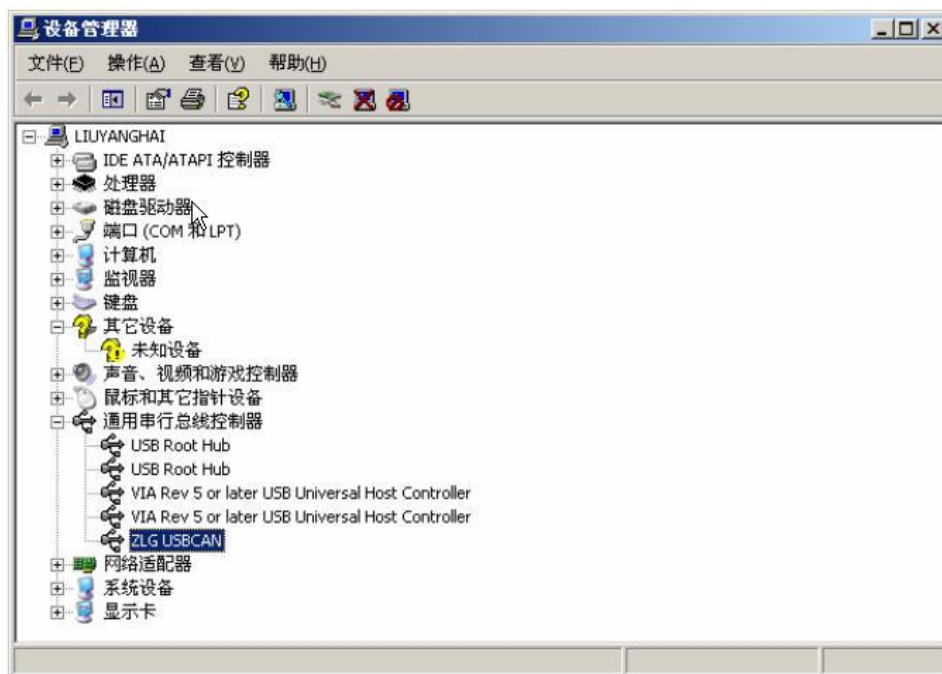 设备管理器
文件(F) 操作(A) 查看(V) 帮助(H)
LIUYANGHAI
IDE ATA/ATAPI 控制器
处理器
磁盘驱动器
端口 (COM 和 LPT)
计算机
监视器
键盘
其它设备
未知设备
声音、视频和游戏控制器
鼠标和其它指针设备
通用串行总线控制器
USB Root Hub
USB Root Hub
VIA Rev 5 or later USB Universal Host Controller
VIA Rev 5 or later USB Universal Host Controller
ZLG USBCAN
网络适配器
系统设备
显示卡